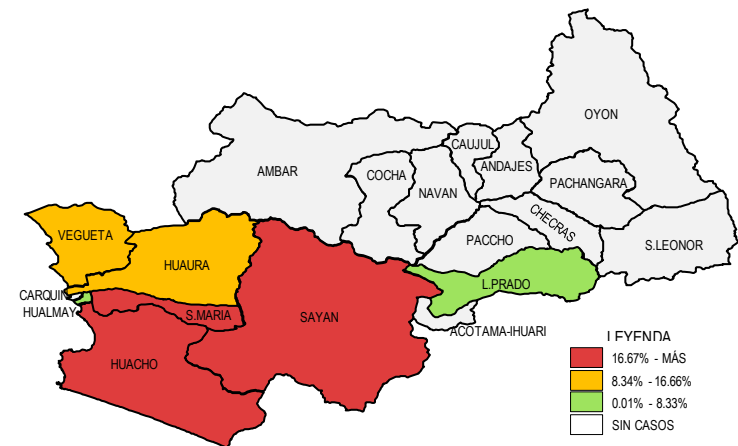 OYON
CAUJUL
ANDAJES
AMBAR
COCHA
NAVAN
PACHANGARA
CHECRAS
VEGUETA
PACCHO
S.LEONOR
HUAURA
L.PRADO
CARQUIN
HUALMAY
S.MARIA
SAYAN
ACOTAMA-IHUARI
HUACHO
LEYENDA
16.67% - MÀS
8.34% - 16.66%
0.01% - 8.33%
SIN CASOS